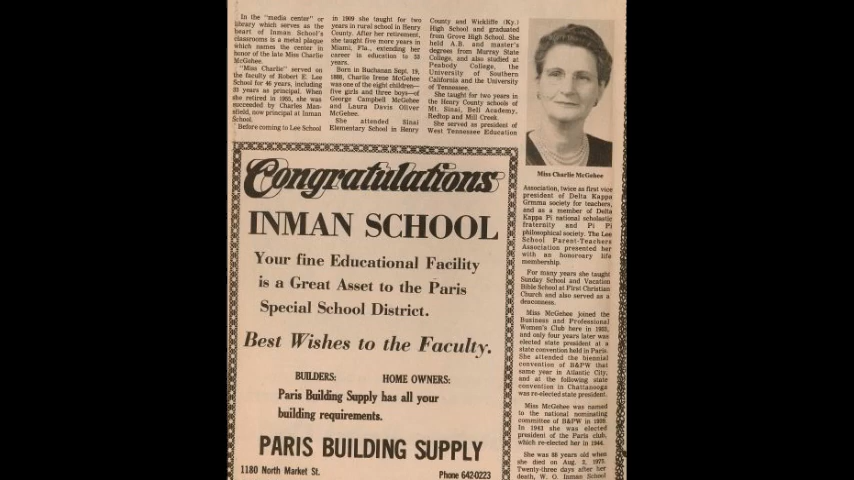 In the "media center" or
library which serves as the
heart of Inman School's
classrooms is a metal plaque
which names the center in
honor of the late Miss Charlie
McGehee.
"Miss Charlie" served on
the faculty of Robert E. Lee
School for 46 years, including
as principal. When
she retired in 1955, she was
succeeded by Charles Man-
sfield, now principal at Inman
School.
Before coming to Lee School
in 1909 she taught for two
years in rural school in Henry
County. After her retirement,
she taught five more years in
Miami, Fla., extending her
career in education to 53
years.
Born in Buchanan Sept. 19,
1888, Charlie Irene McGehee
was one of the eight children—
five girls and three boys—of
George Campbell McGehee
and Laura Davis Oliver
McGehee.
She attended Sinai
Elementary School in Henry
County and Wickliffe (Ky.)
High School and graduated
from Grove High School. She
held A.B. and master's
degrees from Murray State
College, and also studied at
Peabody College, the
University of Southern
California and the University
of Tennessee.
She taught for two years in
the Henry County schools of
Mt. Sinai, Bell Academy,
Redtop and Mill Creek.
She served as president of
West Tennessee Education
Miss Charlie McGehee
Association, twice as first vice
president of Delta Kappa
Gamma society for teachers,
and as a member of Delta
Kappa Pi national scholastic
fraternity and Pi Pi
philosophical society. The Lee
School Parent-Teachers
Association presented her
with an honorary life
membership.
For many years she taught
Sunday School and Vacation
Bible School at First Christian
Church and also served as a
deaconess.
Miss McGehee joined the
Business and Professional
Women's Club here in
and only four years later was
elected state president at a
state convention held in Paris.
She attended the biennial
convention of B&PW that
same year in Atlantic City,
and at the following state
convention in Chattanooga
was re-elected state president.
Miss McGehee was named
to the national nominating
committee of B&PW in
In 1943 she was elected
president of the Paris club,
which re-elected her in 1944.
She was 86 years old when
she died on Aug. 2, 1975.
Twenty-three days after her
death, W. O. Inman School
Congratulations
INMAN SCHOOL
Your fine Educational Facility
is a Great Asset to the Paris
Special School District.
Best Wishes to the Faculty.
BUILDERS: HOME OWNERS:
Paris Building Supply has all your
building requirements.
PARIS BUILDING SUPPLY
1180 North Market St. Phone 642-0223